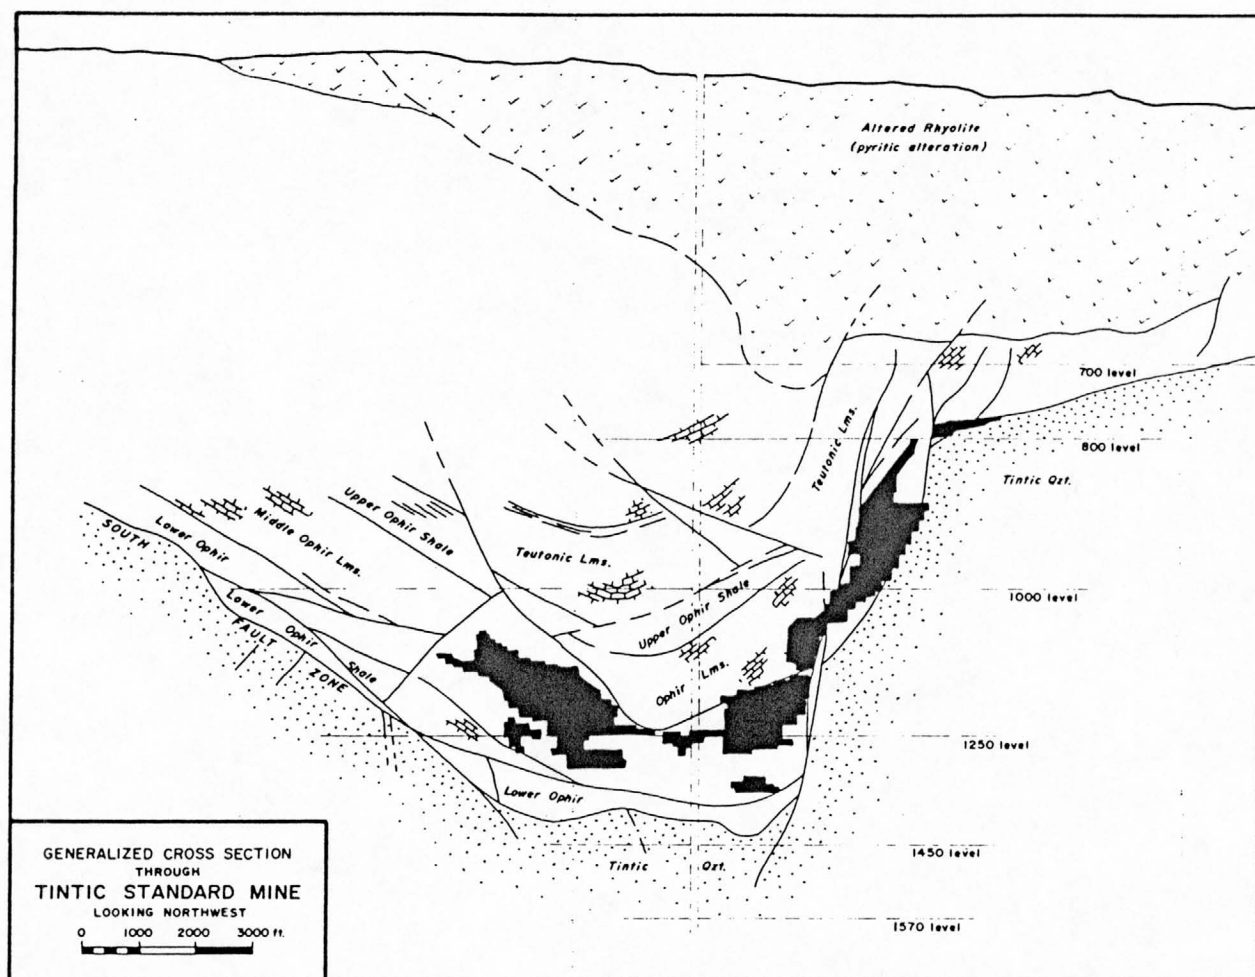 Altered Rhyolite
(pyritic alteration)
700 level
Teutonic Lms.
800 level
Tintic Qzt.
Upper Ophir Shale
Middle Ophir Lms.
Lower Ophir
SOUTH
Teutonic Lms.
1000 level
Upper Ophir Shale
Lower Ophir Shale
FAULT
ZONE
Ophir Lms.
1250 level
Lower Ophir
1450 level
Tintic Qzt.
1570 level
GENERALIZED CROSS SECTION
THROUGH
TINTIC STANDARD MINE
LOOKING NORTHWEST
0 1000 2000 3000 ft.